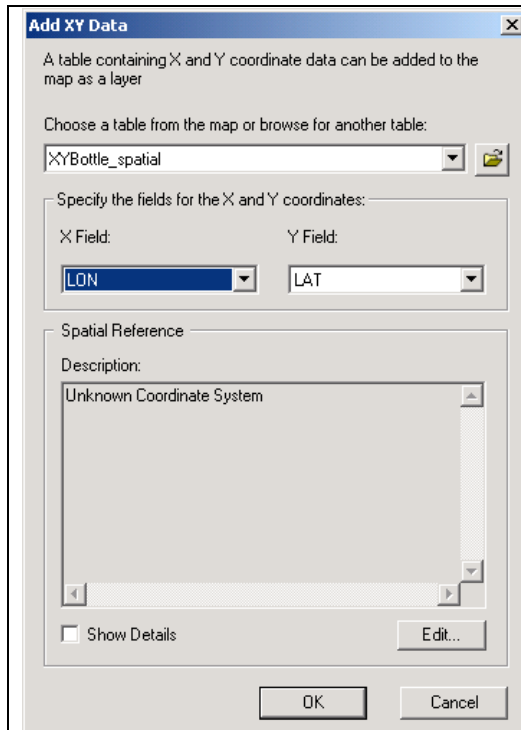 Add XY Data
A table containing X and Y coordinate data can be added to the
map as a layer
Choose a table from the map or browse for another table:
XYBottle_spatial
Specify the fields for the X and Y coordinates:
X Field: Y Field:
LON LAT
Spatial Reference
Description:
Unknown Coordinate System
Show Details Edit...
OK Cancel